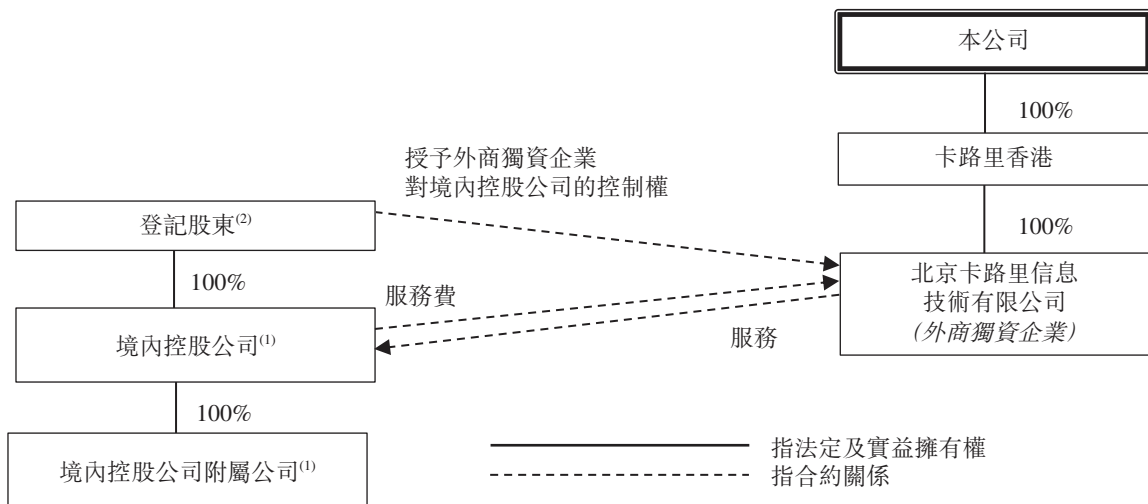 本公司
100%
卡路里香港
授予外商獨資企業
對境內控股公司的控制權
登記股東(2)
100%
100%
北京卡路里信息
技術有限公司
(外商獨資企業)
服務費
境內控股公司(1)
服務
100%
境內控股公司附屬公司(1)
指法定及實益擁有權
指合約關係